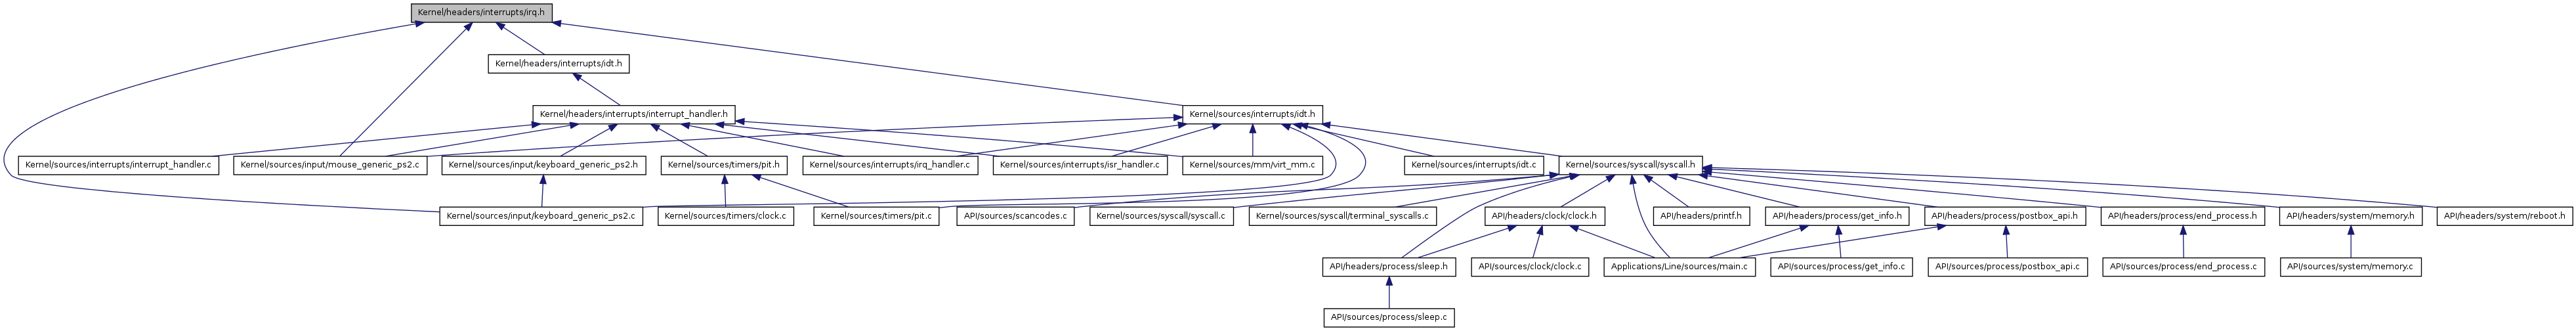 Kernel/headers/interrupts/irq.h
Kernel/headers/interrupts/idt.h
Kernel/headers/interrupts/interrupt_handler.h
Kernel/sources/interrupts/idt.h
Kernel/sources/interrupts/interrupt_handler.c
Kernel/sources/input/mouse_generic_ps2.c
Kernel/sources/input/keyboard_generic_ps2.h
Kernel/sources/timers/pit.h
Kernel/sources/interrupts/irq_handler.c
Kernel/sources/interrupts/isr_handler.c
Kernel/sources/mm/virt_mm.c
Kernel/sources/interrupts/idt.c
Kernel/sources/syscall/syscall.h
Kernel/sources/input/keyboard_generic_ps2.c
Kernel/sources/timers/clock.c
Kernel/sources/timers/pit.c
API/sources/scancodes.c
Kernel/sources/syscall/syscall.c
Kernel/sources/syscall/terminal_syscalls.c
API/headers/clock/clock.h
API/headers/printf.h
API/headers/process/get_info.h
API/headers/process/postbox_api.h
API/headers/process/end_process.h
API/headers/system/memory.h
API/headers/system/reboot.h
API/headers/process/sleep.h
API/sources/clock/clock.c
Applications/Line/sources/main.c
API/sources/process/get_info.c
API/sources/process/postbox_api.c
API/sources/process/end_process.c
API/sources/system/memory.c
API/sources/process/sleep.c